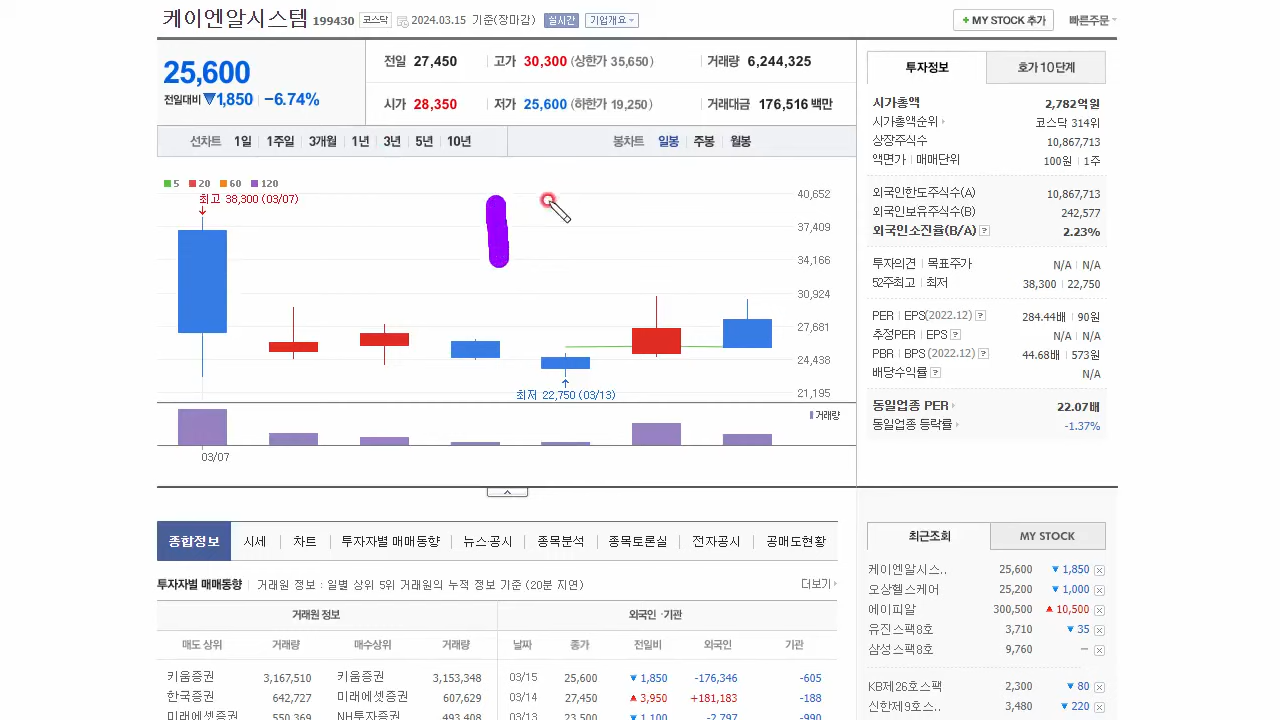 케이엔알시스템 199430 코스닥 2024.03.15 기준(장마감) 실시간 기업개요
+ MY STOCK 추가 빠른주문
25,600
전일대비 ▼1,850 -6.74%
전일 27,450 고가 30,300 (상한가 35,650) 거래량 6,244,325
시가 28,350 저가 25,600 (하한가 19,250) 거래대금 176,516 백만
선차트 1일 1주일 3개월 1년 3년 5년 10년 봉차트 일봉 주봉 월봉
5 20 60 120
최고 38,300 (03/07)
40,652
37,409
34,166
30,924
27,681
24,438
21,195
최저 22,750 (03/13)
거래량
03/07
투자정보 호가 10단계
시가총액 2,782억원
시가총액순위 코스닥 314위
상장주식수 10,867,713
액면가 매매단위 100원 1주
외국인한도주식수(A) 10,867,713
외국인보유주식수(B) 242,577
외국인소진율(B/A) ? 2.23%
투자의견 목표주가 N/A N/A
52주최고 최저 38,300 22,750
PER EPS(2022.12) ? 284.44배 90원
추정PER EPS ? N/A N/A
PBR BPS (2022.12) ? 44.68배 573원
배당수익률 ? N/A
동일업종 PER 22.07배
동일업종 등락률 -1.37%
종합정보 시세 차트 투자자별 매매동향 뉴스·공시 종목분석 종목토론실 전자공시 공매도현황
투자자별 매매동향 거래원 정보 : 일별 상위 5위 거래원의 누적 정보 기준 (20분 지연) 더보기
거래원 정보 외국인·기관
매도 상위 거래량 매수상위 거래량 날짜 종가 전일비 외국인 기관
키움증권 3,167,510 키움증권 3,153,348 03/15 25,600 ▼ 1,850 -176,346 -605
한국증권 642,727 미래에셋증권 607,629 03/14 27,450 ▲ 3,950 +181,183 -188
미래에셋증권 550,369 NH투자증권 493,408 03/13 23,500 ▼ 1,100 -2,797 -990
최근조회 MY STOCK
케이엔알시스.. 25,600 ▼ 1,850
오상헬스케어 25,200 ▼ 1,000
에이피알 300,500 ▲ 10,500
유진스팩8호 3,710 ▼ 35
삼성스팩8호 9,760 -
KB제26호스팩 2,300 ▼ 80
신한제9호스.. 3,480 ▼ 220